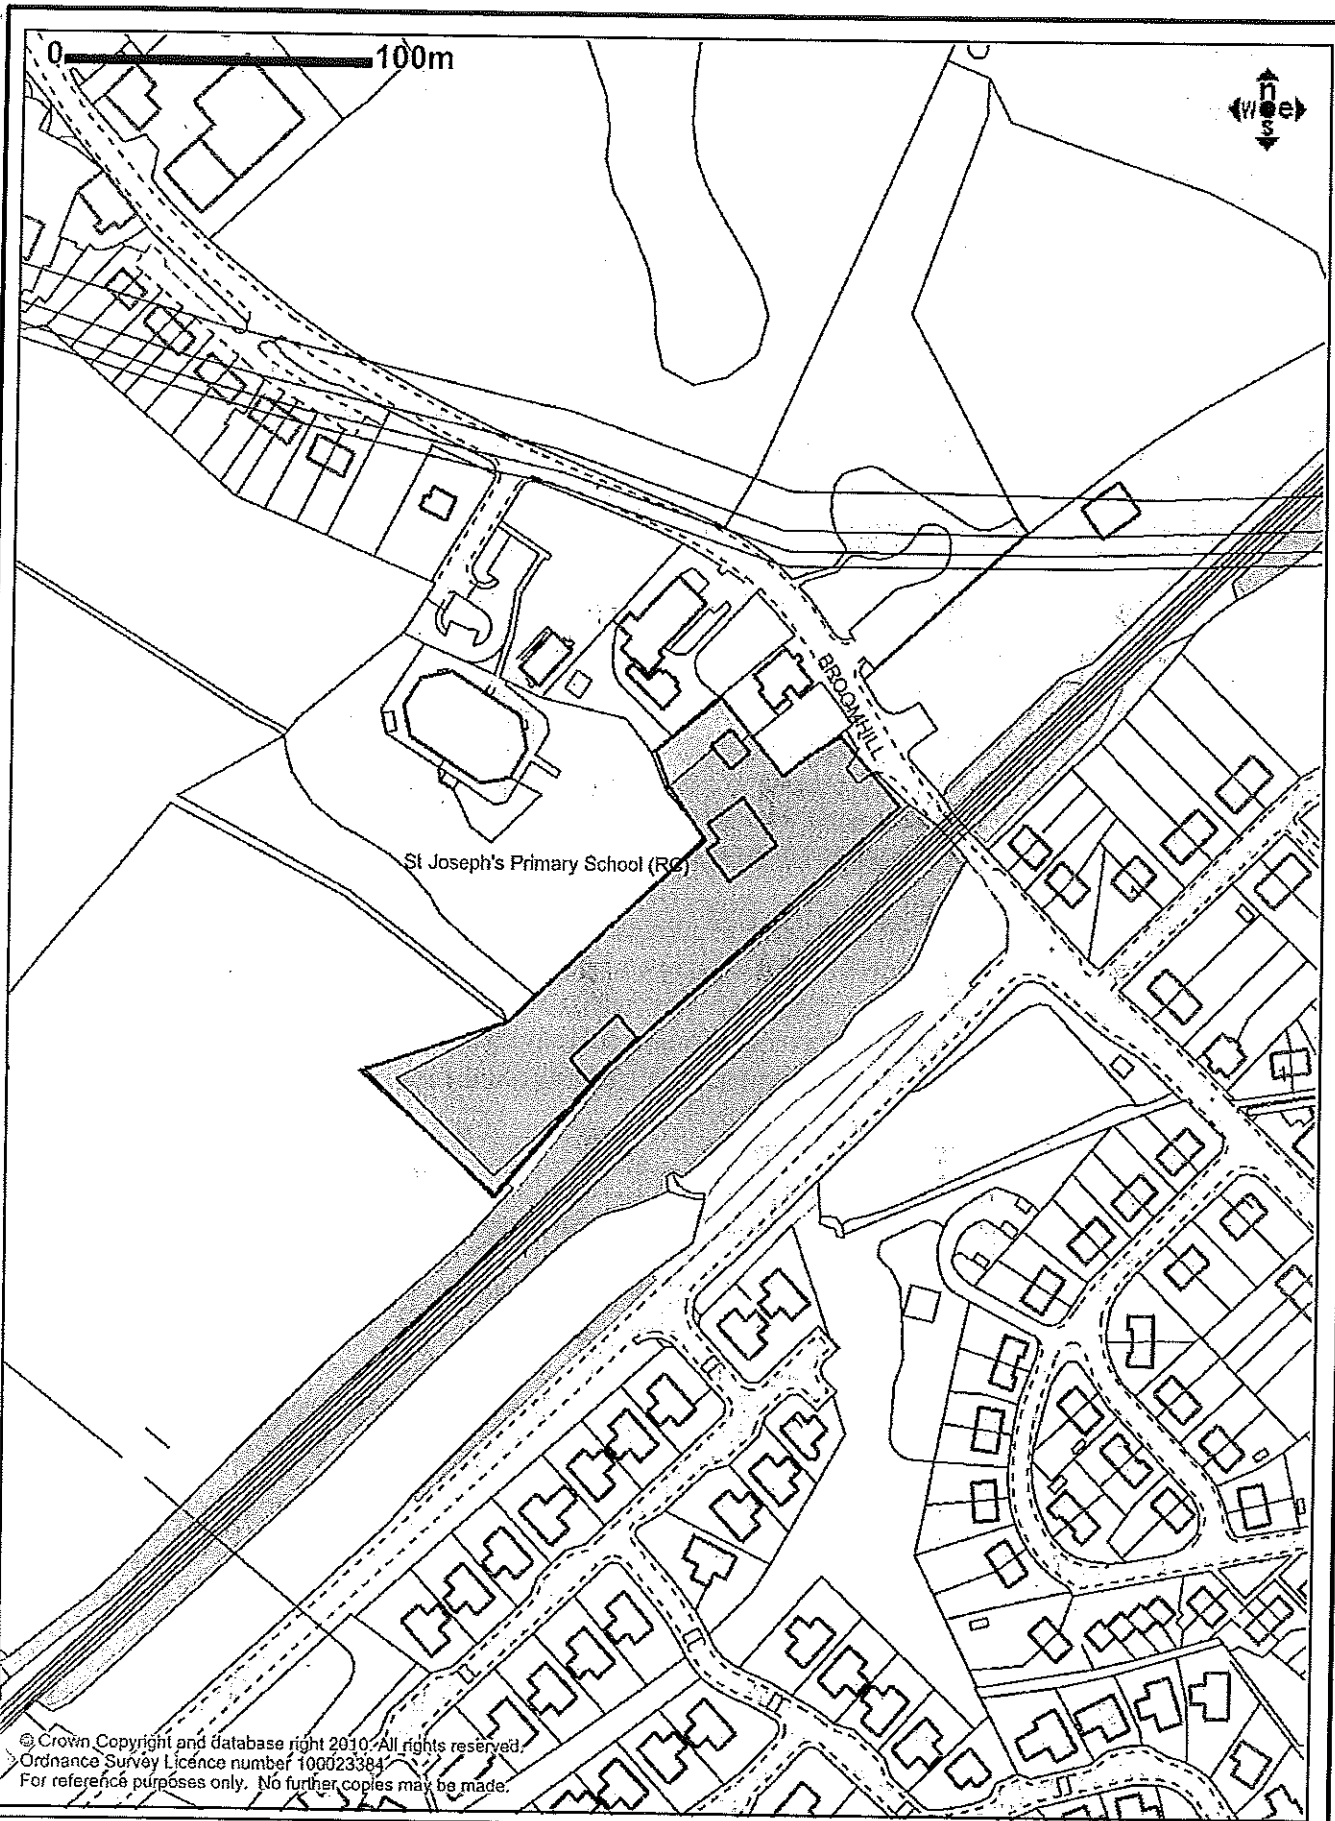 0 100m
n
w e
s
BROOMHILL
St Joseph's Primary School (RC)
© Crown Copyright and database right 2010. All rights reserved.
Ordnance Survey Licence number 100023384
For reference purposes only. No further copies may be made.